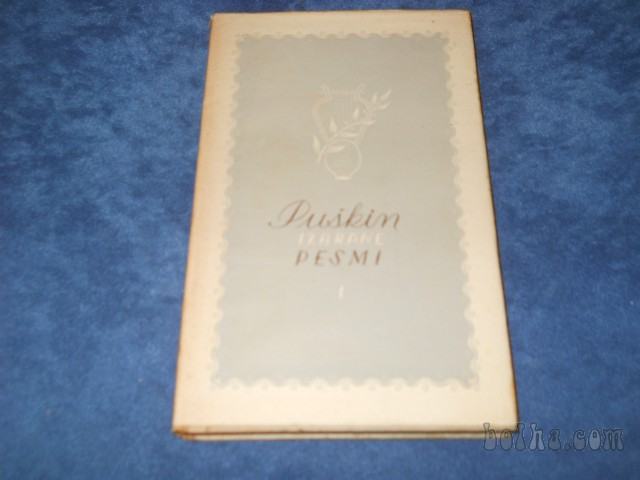 Puškin
IZBRANE
PESMI
I
bolha.com